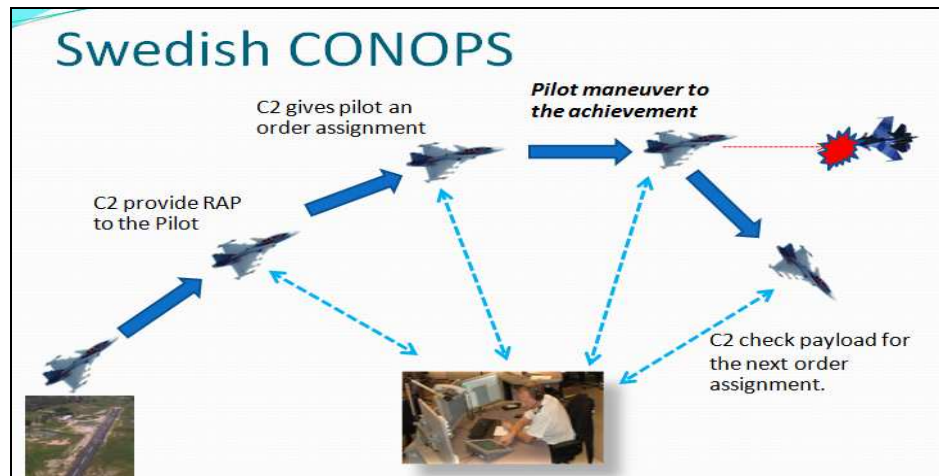 Swedish CONOPS
C2 gives pilot an
order assignment
Pilot maneuver to
the achievement
C2 provide RAP
to the Pilot
C2 check payload for
the next order
assignment.